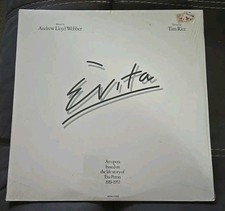 Andrew Lloyd Webber
Tim Rice
Evita
An opera
based on
the life story of
Eva Peron
1919-1952